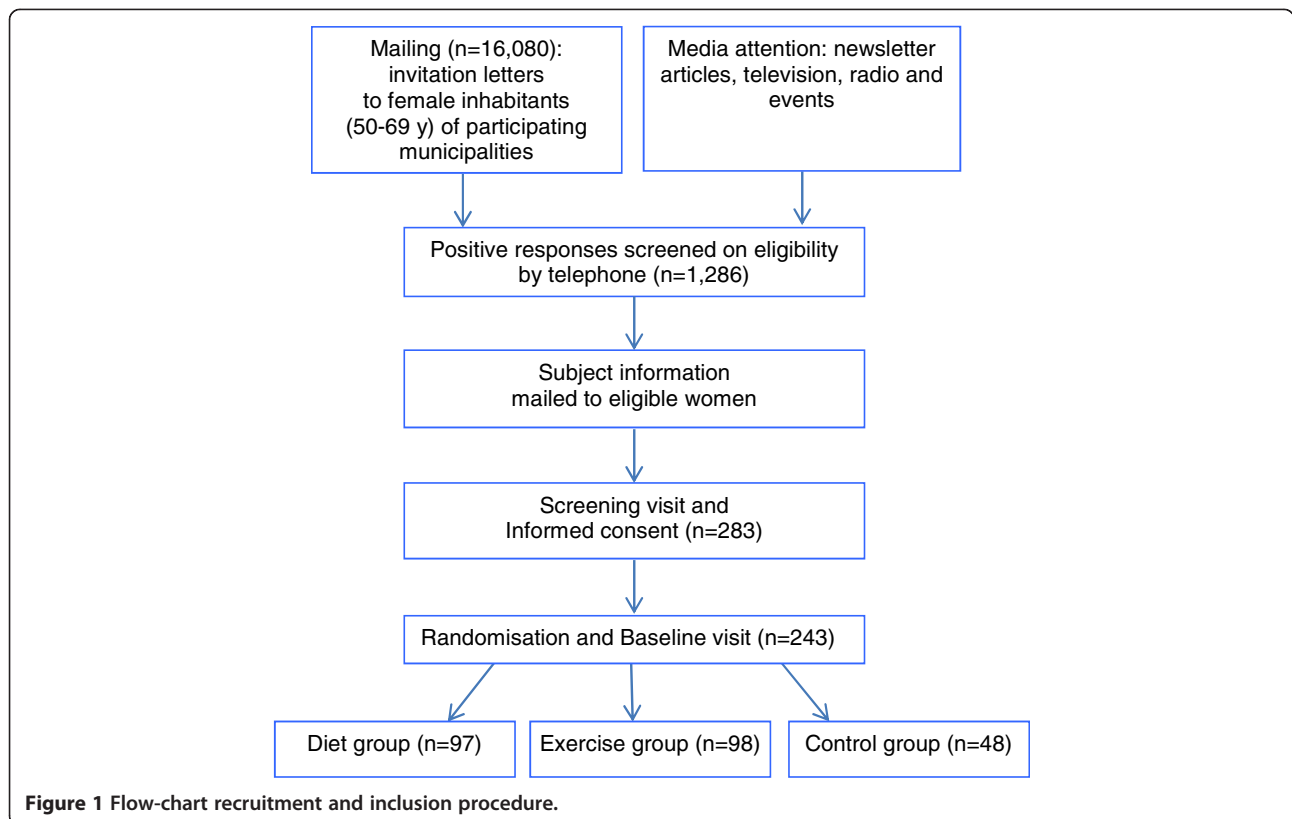 Mailing (n=16,080):
invitation letters
to female inhabitants
(50-69 y) of participating
municipalities
Media attention: newsletter
articles, television, radio and
events
Positive responses screened on eligibility
by telephone (n=1,286)
Subject information
mailed to eligible women
Screening visit and
Informed consent (n=283)
Randomisation and Baseline visit (n=243)
Diet group (n=97)
Exercise group (n=98)
Control group (n=48)
Figure 1 Flow-chart recruitment and inclusion procedure.